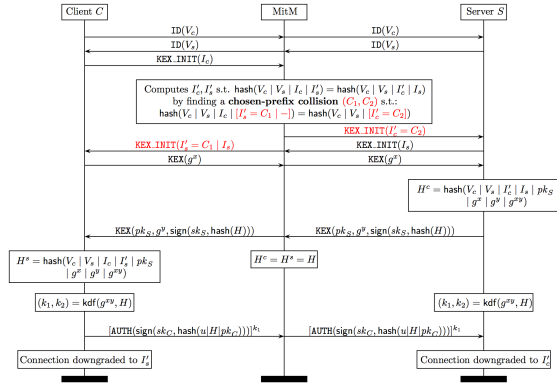 Client C MitM Server S
ID(V_c) ID(V_c)
ID(V_s) ID(V_s)
KEX_INIT(I_c)
Computes I'_c, I'_s s.t. hash(V_c | V_s | I_c | I'_s) = hash(V_c | V_s | I'_c | I_s)
by finding a chosen-prefix collision (C_1, C_2) s.t.:
hash(V_c | V_s | I_c | [I'_s = C_1 | −]) = hash(V_c | V_s | [I'_c = C_2])
KEX_INIT(I'_c = C_2)
KEX_INIT(I'_s = C_1 | I_s) KEX_INIT(I_s)
KEX(g^x) KEX(g^x)
H^c = hash(V_c | V_s | I'_c | I_s | pk_S
| g^x | g^y | g^xy)
KEX(pk_S, g^y, sign(sk_S, hash(H))) KEX(pk_S, g^y, sign(sk_S, hash(H)))
H^s = hash(V_c | V_s | I_c | I'_s | pk_S
| g^x | g^y | g^xy)
H^c = H^s = H
(k_1, k_2) = kdf(g^xy, H) (k_1, k_2) = kdf(g^xy, H)
[AUTH(sign(sk_C, hash(u|H|pk_C)))]^k_1 [AUTH(sign(sk_C, hash(u|H|pk_C)))]^k_1
Connection downgraded to I'_s Connection downgraded to I'_c